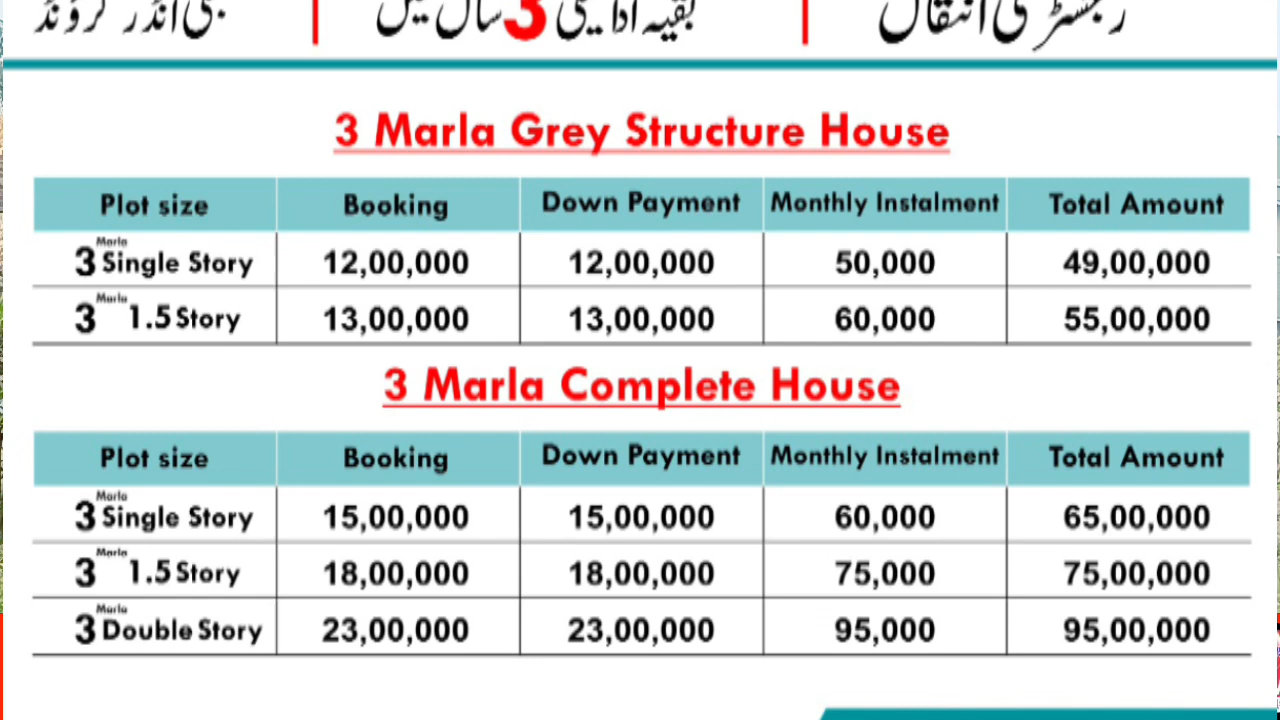 رجسٹری انتقال | بقیہ ادائیگی 3 سال میں | بجلی انڈر گروؤنڈ
3 Marla Grey Structure House
Plot size Booking Down Payment Monthly Instalment Total Amount
3 Marla Single Story 12,00,000 12,00,000 50,000 49,00,000
3 Marla 1.5 Story 13,00,000 13,00,000 60,000 55,00,000
3 Marla Complete House
Plot size Booking Down Payment Monthly Instalment Total Amount
3 Marla Single Story 15,00,000 15,00,000 60,000 65,00,000
3 Marla 1.5 Story 18,00,000 18,00,000 75,000 75,00,000
3 Marla Double Story 23,00,000 23,00,000 95,000 95,00,000